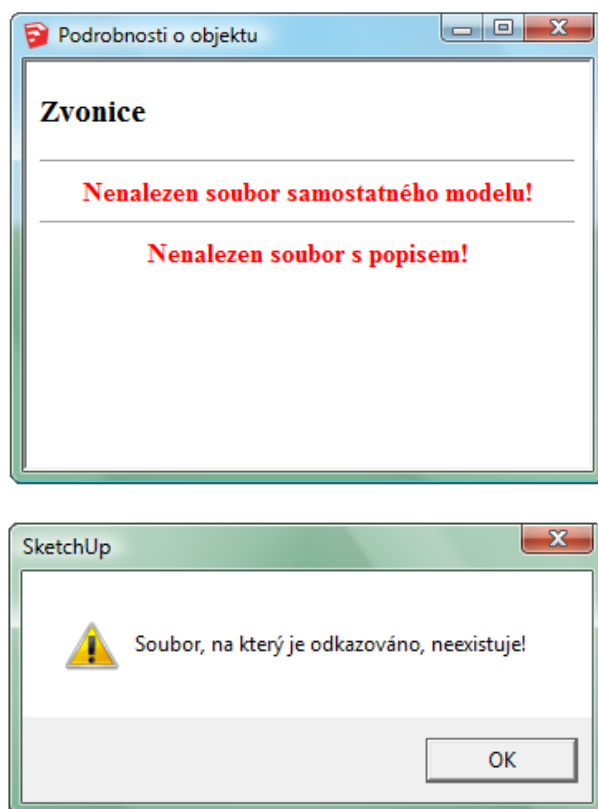 Podrobnosti o objektu
Zvonice
Nenalezen soubor samostatného modelu!
Nenalezen soubor s popisem!
SketchUp
Soubor, na který je odkazováno, neexistuje!
OK